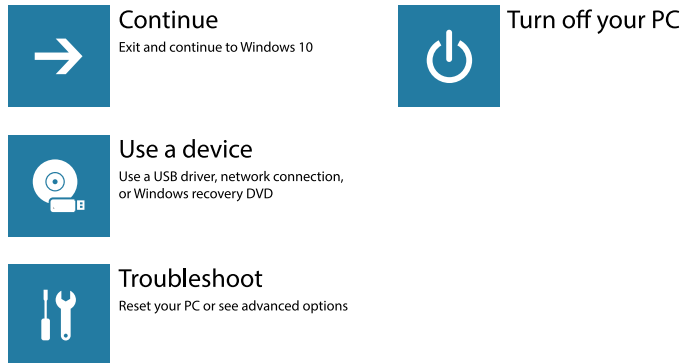 Continue
Exit and continue to Windows 10
Turn off your PC
Use a device
Use a USB driver, network connection,
or Windows recovery DVD
Troubleshoot
Reset your PC or see advanced options